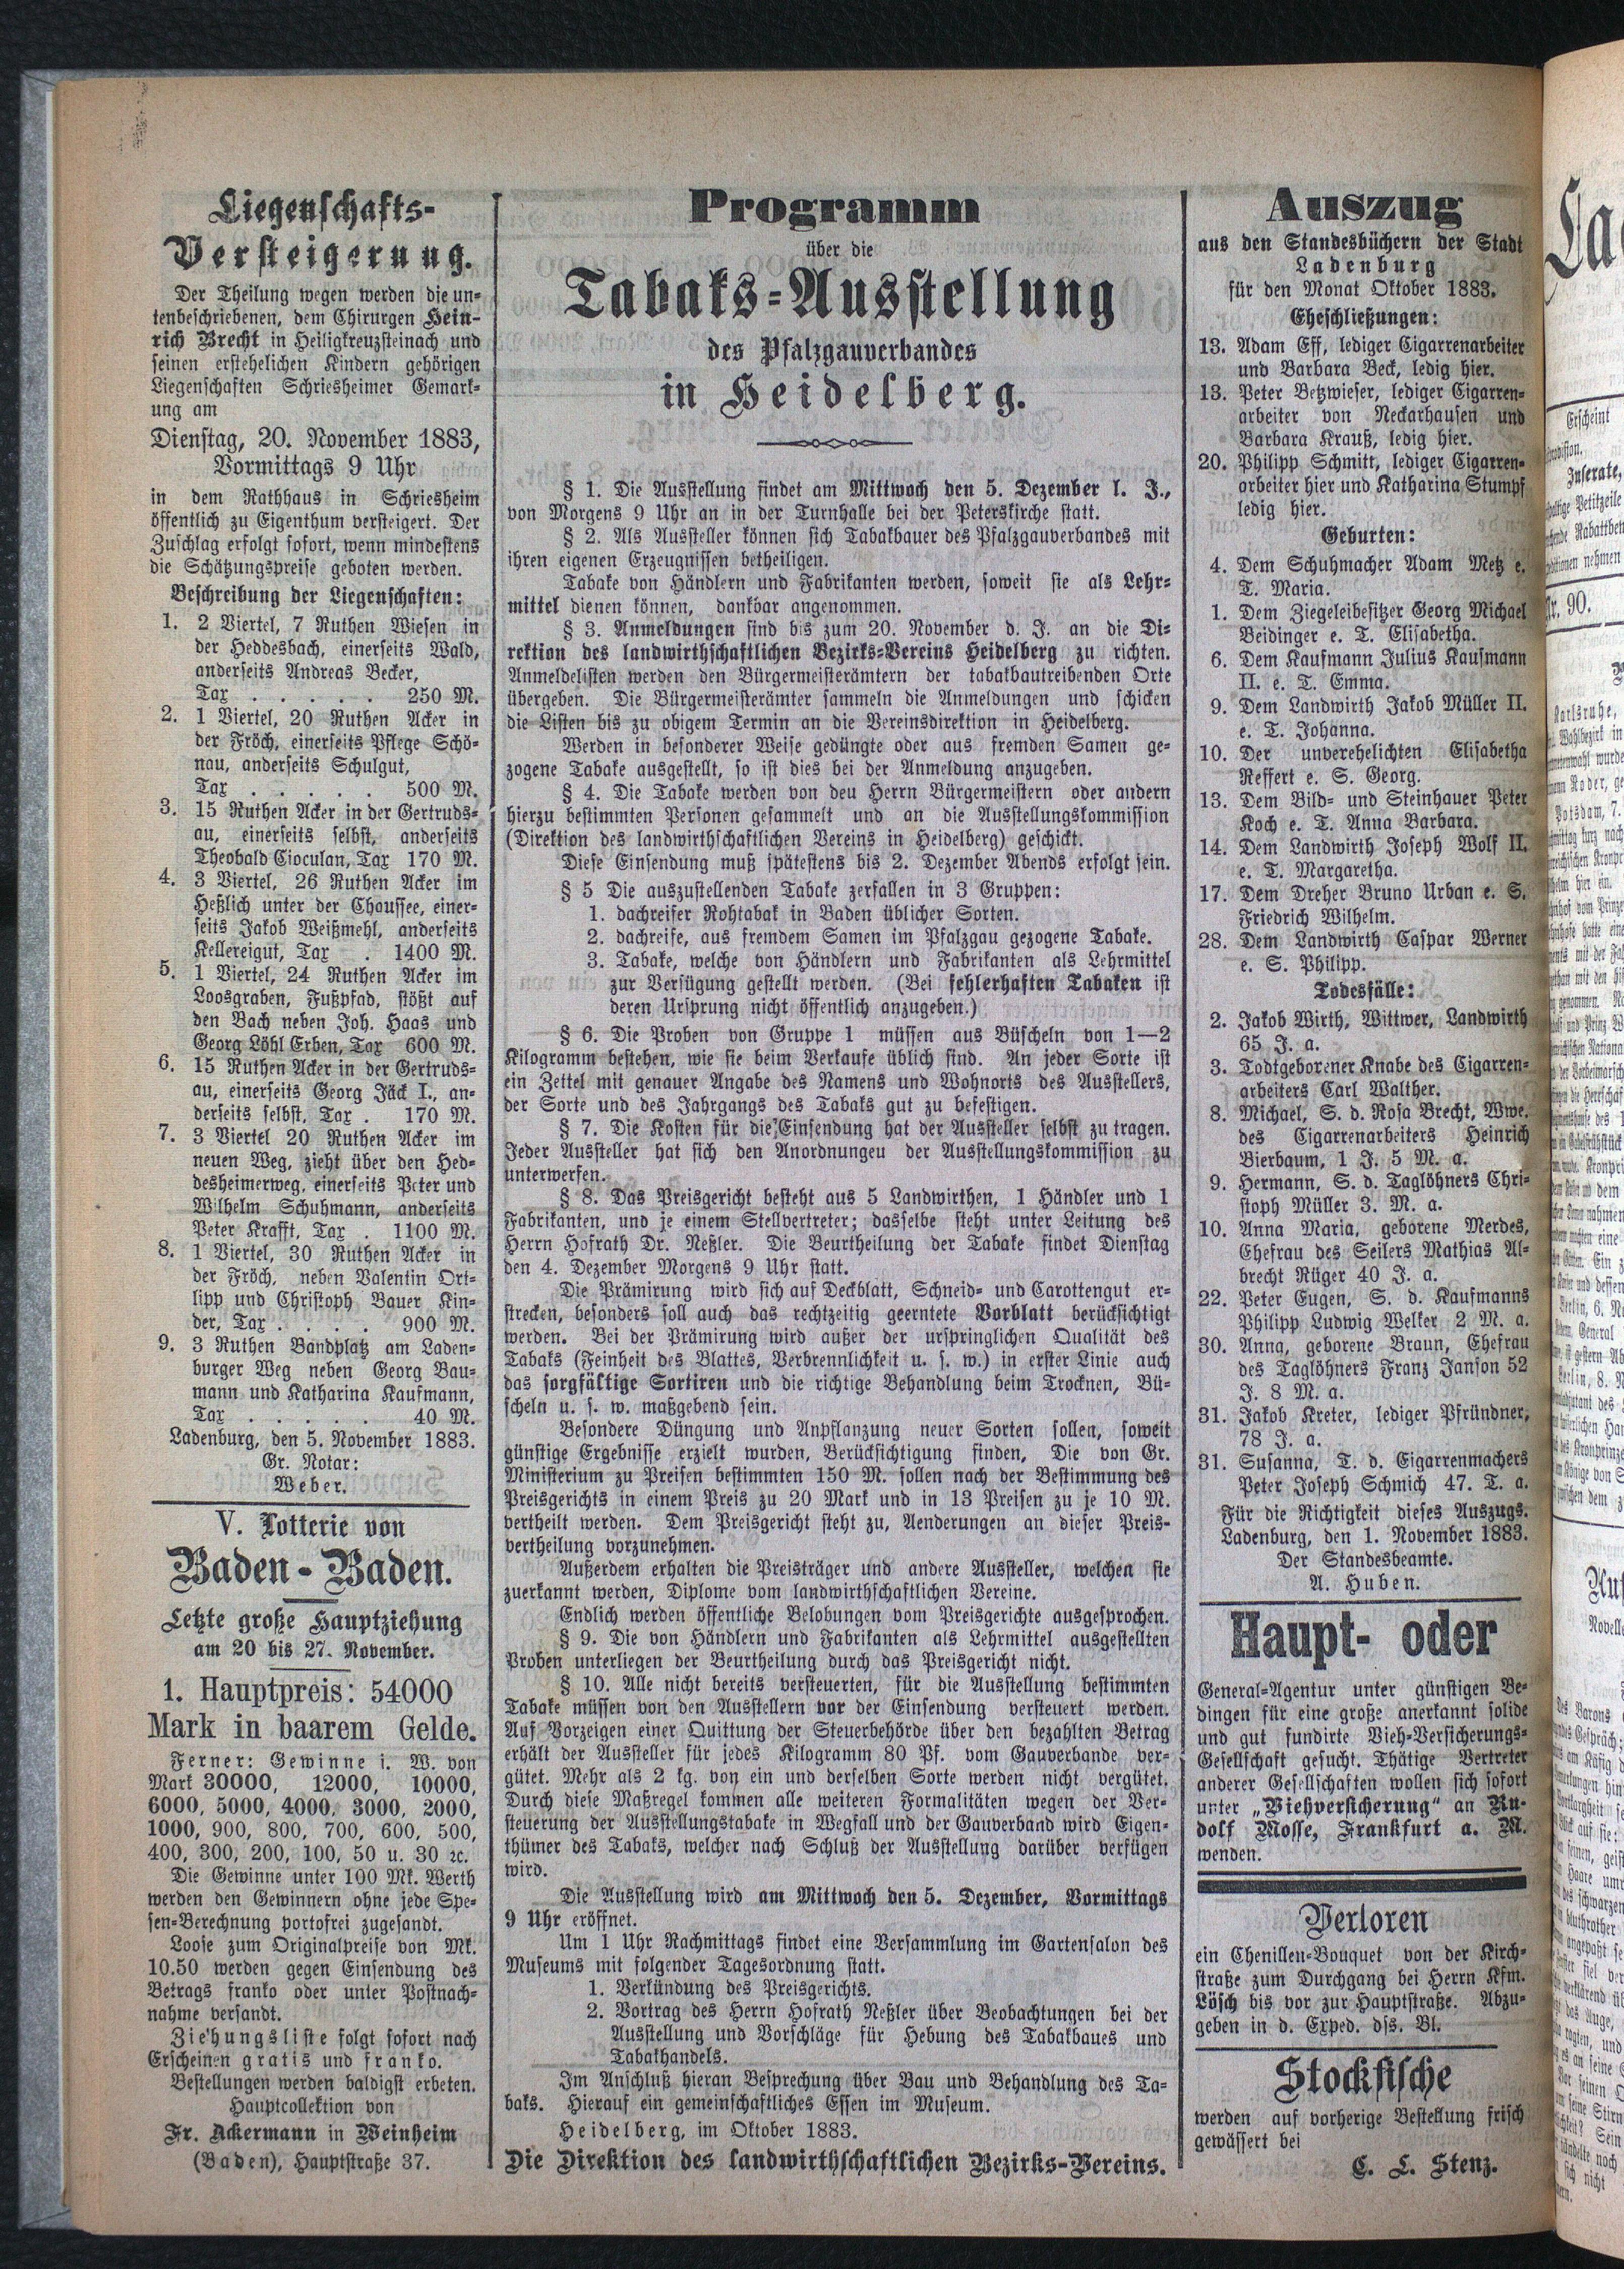 Liegenschafts-
Versteigerung.
Der Theilung wegen werden die un-
tenbeschriebenen, dem Chirurgen Hein-
rich Brecht in Heiligkreuzsteinach und
seinen erstehelichen Kindern gehörigen
Liegenschaften Schriesheimer Gemark-
ung am
Dienstag, 20. November 1883,
Vormittags 9 Uhr
in dem Rathhaus in Schriesheim
öffentlich zu Eigenthum versteigert. Der
Zuschlag erfolgt sofort, wenn mindestens
die Schätzungspreise geboten werden.
Beschreibung der Liegenschaften:
1. 2 Viertel, 7 Ruthen Wiesen in
der Heddesbach, einerseits Wald,
anderseits Andreas Becker,
Tax . . . . . 250 M.
2. 1 Viertel, 20 Ruthen Acker in
der Fröch, einerseits Pflege Schö-
nau, anderseits Schulgut,
Tax . . . . . 500 M.
3. 15 Ruthen Acker in der Gertruds-
au, einerseits selbst, anderseits
Theobald Cioculan, Tax 170 M.
4. 3 Viertel, 26 Ruthen Acker im
Heßlich unter der Chaussee, einer-
seits Jakob Weißmehl, anderseits
Kellereigut, Tax . 1400 M.
5. 1 Viertel, 24 Ruthen Acker im
Loosgraben, Fußpfad, stößt auf
den Bach neben Joh. Haas und
Georg Löhl Erben, Tax 600 M.
6. 15 Ruthen Acker in der Gertruds-
au, einerseits Georg Jäck I., an-
derseits selbst, Tax . 170 M.
7. 3 Viertel 20 Ruthen Acker im
neuen Weg, zieht über den Hed-
desheimerweg, einerseits Peter und
Wilhelm Schuhmann, anderseits
Peter Krafft, Tax . 1100 M.
8. 1 Viertel, 30 Ruthen Acker in
der Fröch, neben Valentin Ort-
lipp und Christoph Bauer Kin-
der, Tax . . . . 900 M.
9. 3 Ruthen Bandplatz am Laden-
burger Weg neben Georg Bau-
mann und Katharina Kaufmann,
Tax . . . . . 40 M.
Ladenburg, den 5. November 1883.
Gr. Notar:
Weber.
V. Lotterie von
Baden-Baden.
Letzte große Hauptziehung
am 20 bis 27. November.
1. Hauptpreis: 54000
Mark in baarem Gelde.
Ferner: Gewinne i. W. von
Mark 30000, 12000, 10000,
6000, 5000, 4000, 3000, 2000,
1000, 900, 800, 700, 600, 500,
400, 300, 200, 100, 50 u. 30 ꝛc.
Die Gewinne unter 100 Mk. Werth
werden den Gewinnern ohne jede Spe-
sen-Berechnung portofrei zugesandt.
Loose zum Originalpreise von Mk.
10.50 werden gegen Einsendung des
Betrags franko oder unter Postnach-
nahme versandt.
Ziehungsliste folgt sofort nach
Erscheinen gratis und franko.
Bestellungen werden baldigst erbeten.
Hauptcollektion von
Fr. Ackermann in Weinheim
(Baden), Hauptstraße 37.
Programm
über die
Tabaks-Ausstellung
des Pfalzgauverbandes
in Heidelberg.
§ 1. Die Ausstellung findet am Mittwoch den 5. Dezember l. J.,
von Morgens 9 Uhr an in der Turnhalle bei der Peterskirche statt.
§ 2. Als Aussteller können sich Tabakbauer des Pfalzgauverbandes mit
ihren eigenen Erzeugnissen betheiligen.
Tabake von Händlern und Fabrikanten werden, soweit sie als Lehr-
mittel dienen können, dankbar angenommen.
§ 3. Anmeldungen sind bis zum 20. November d. J. an die Di-
rektion des landwirthschaftlichen Bezirks-Vereins Heidelberg zu richten.
Anmeldelisten werden den Bürgermeisterämtern der tabakbautreibenden Orte
übergeben. Die Bürgermeisterämter sammeln die Anmeldungen und schicken
die Listen bis zu obigem Termin an die Vereinsdirektion in Heidelberg.
Werden in besonderer Weise gedüngte oder aus fremden Samen ge-
zogene Tabake ausgestellt, so ist dies bei der Anmeldung anzugeben.
§ 4. Die Tabake werden von deu Herrn Bürgermeistern oder andern
hierzu bestimmten Personen gesammelt und an die Ausstellungskommission
(Direktion des landwirthschaftlichen Vereins in Heidelberg) geschickt.
Diese Einsendung muß spätestens bis 2. Dezember Abends erfolgt sein.
§ 5 Die auszustellenden Tabake zerfallen in 3 Gruppen:
1. dachreifer Rohtabak in Baden üblicher Sorten.
2. dachreife, aus fremdem Samen im Pfalzgau gezogene Tabake.
3. Tabake, welche von Händlern und Fabrikanten als Lehrmittel
zur Verfügung gestellt werden. (Bei fehlerhaften Tabaken ist
deren Ursprung nicht öffentlich anzugeben.)
§ 6. Die Proben von Gruppe 1 müssen aus Büscheln von 1—2
Kilogramm bestehen, wie sie beim Verkaufe üblich sind. An jeder Sorte ist
ein Zettel mit genauer Angabe des Namens und Wohnorts des Ausstellers,
der Sorte und des Jahrgangs des Tabaks gut zu befestigen.
§ 7. Die Kosten für die Einsendung hat der Aussteller selbst zu tragen.
Jeder Aussteller hat sich den Anordnungeu der Ausstellungskommission zu
unterwerfen.
§ 8. Das Preisgericht besteht aus 5 Landwirthen, 1 Händler und 1
Fabrikanten, und je einem Stellvertreter; dasselbe steht unter Leitung des
Herrn Hofrath Dr. Neßler. Die Beurtheilung der Tabake findet Dienstag
den 4. Dezember Morgens 9 Uhr statt.
Die Prämirung wird sich auf Deckblatt, Schneid- und Carottengut er-
strecken, besonders soll auch das rechtzeitig geerntete Vorblatt berücksichtigt
werden. Bei der Prämirung wird außer der urspringlichen Qualität des
Tabaks (Feinheit des Blattes, Verbrennlichkeit u. s. w.) in erster Linie auch
das sorgfältige Sortiren und die richtige Behandlung beim Trocknen, Bü-
scheln u. s. w. maßgebend sein.
Besondere Düngung und Anpflanzung neuer Sorten sollen, soweit
günstige Ergebnisse erzielt wurden, Berücksichtigung finden, Die von Gr.
Ministerium zu Preisen bestimmten 150 M. sollen nach der Bestimmung des
Preisgerichts in einem Preis zu 20 Mark und in 13 Preisen zu je 10 M.
vertheilt werden. Dem Preisgericht steht zu, Aenderungen an dieser Preis-
vertheilung vorzunehmen.
Außerdem erhalten die Preisträger und andere Aussteller, welchen sie
zuerkannt werden, Diplome vom landwirthschaftlichen Vereine.
Endlich werden öffentliche Belobungen vom Preisgerichte ausgesprochen.
§ 9. Die von Händlern und Fabrikanten als Lehrmittel ausgestellten
Proben unterliegen der Beurtheilung durch das Preisgericht nicht.
§ 10. Alle nicht bereits versteuerten, für die Ausstellung bestimmten
Tabake müssen von den Ausstellern vor der Einsendung versteuert werden.
Auf Vorzeigen einer Quittung der Steuerbehörde über den bezahlten Betrag
erhält der Aussteller für jedes Kilogramm 80 Pf. vom Gauverbande ver-
gütet. Mehr als 2 kg. von ein und derselben Sorte werden nicht vergütet.
Durch diese Maßregel kommen alle weiteren Formalitäten wegen der Ver-
steuerung der Ausstellungstabake in Wegfall und der Gauverband wird Eigen-
thümer des Tabaks, welcher nach Schluß der Ausstellung darüber verfügen
wird.
Die Ausstellung wird am Mittwoch den 5. Dezember, Vormittags
9 Uhr eröffnet.
Um 1 Uhr Nachmittags findet eine Versammlung im Gartensalon des
Museums mit folgender Tagesordnung statt.
1. Verkündung des Preisgerichts.
2. Vortrag des Herrn Hofrath Neßler über Beobachtungen bei der
Ausstellung und Vorschläge für Hebung des Tabakbaues und
Tabakhandels.
Im Anschluß hieran Besprechung über Bau und Behandlung des Ta-
baks. Hierauf ein gemeinschaftliches Essen im Museum.
Heidelberg, im Oktober 1883.
Die Direktion des landwirthschaftlichen Bezirks-Vereins.
Auszug
aus den Standesbüchern der Stadt
Ladenburg
für den Monat Oktober 1883.
Eheschließungen:
13. Adam Eff, lediger Cigarrenarbeiter
und Barbara Beck, ledig hier.
13. Peter Betzwieser, lediger Cigarren-
arbeiter von Neckarhausen und
Barbara Krauß, ledig hier.
20. Philipp Schmitt, lediger Cigarren-
arbeiter hier und Katharina Stumpf
ledig hier.
Geburten:
4. Dem Schuhmacher Adam Metz e.
T. Maria.
1. Dem Ziegeleibesitzer Georg Michael
Beidinger e. T. Elisabetha.
6. Dem Kaufmann Julius Kaufmann
II. e. T. Emma.
9. Dem Landwirth Jakob Müller II.
e. T. Johanna.
10. Der unverehelichten Elisabetha
Reffert e. S. Georg.
13. Dem Bild- und Steinhauer Peter
Koch e. T. Anna Barbara.
14. Dem Landwirth Joseph Wolf II.
e. T. Margaretha.
17. Dem Dreher Bruno Urban e. S.
Friedrich Wilhelm.
28. Dem Landwirth Caspar Werner
e. S. Philipp.
Todesfälle:
2. Jakob Wirth, Wittwer, Landwirth
65 J. a.
3. Todtgeborener Knabe des Cigarren-
arbeiters Carl Walther.
8. Michael, S. d. Rosa Brecht, Wwe.
des Cigarrenarbeiters Heinrich
Bierbaum, 1 J. 5 M. a.
9. Hermann, S. d. Taglöhners Chri-
stoph Müller 3. M. a.
10. Anna Maria, geborene Merdes,
Ehefrau des Seilers Mathias Al-
brecht Rüger 40 J. a.
22. Peter Eugen, S. d. Kaufmanns
Philipp Ludwig Welker 2 M. a.
30. Anna, geborene Braun, Ehefrau
des Taglöhners Franz Janson 52
J. 8 M. a.
31. Jakob Kreter, lediger Pfründner,
78 J. a.
31. Susanna, T. d. Eigarrenmachers
Peter Joseph Schmich 47. T. a.
Für die Richtigkeit dieses Auszugs.
Ladenburg, den 1. November 1883.
Der Standesbeamte.
A. Huben.
Haupt- oder
General-Agentur unter günstigen Be-
dingen für eine große anerkannt solide
und gut fundirte Vieh-Versicherungs-
Gesellschaft gesucht. Thätige Vertreter
anderer Gesellschaften wollen sich sofort
unter „Viehversicherung" an Ru-
dolf Mosse, Frankfurt a. M.
wenden.
Verloren
ein Chenillen-Bouquet von der Kirch-
straße zum Durchgang bei Herrn Kfm.
Lösch bis vor zur Hauptstraße. Abzu-
geben in d. Exped. dss. Bl.
Stockfische
werden auf vorherige Bestellung frisch
gewässert bei
C. L. Stenz.
Erscheint
Inserate,
Nr. 90.